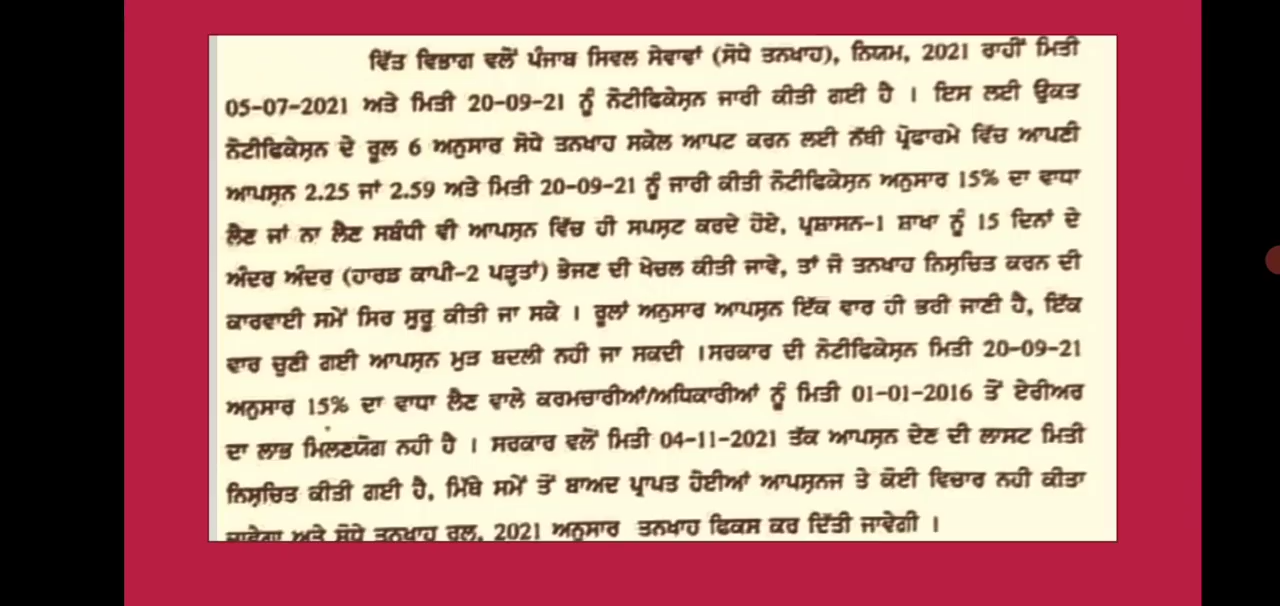 ਵਿੱਤ ਵਿਭਾਗ ਵਲੋਂ ਪੰਜਾਬ ਸਿਵਲ ਸੇਵਾਵਾਂ (ਸੋਧੇ ਤਨਖਾਹ), ਨਿਯਮ, 2021 ਰਾਹੀਂ ਮਿਤੀ
05-07-2021 ਅਤੇ ਮਿਤੀ 20-09-21 ਨੂੰ ਨੋਟੀਫਿਕੇਸ਼ਨ ਜਾਰੀ ਕੀਤੀ ਗਈ ਹੈ । ਇਸ ਲਈ ਉਕਤ
ਨੋਟੀਫਿਕੇਸ਼ਨ ਦੇ ਰੂਲ 6 ਅਨੁਸਾਰ ਸੋਧੇ ਤਨਖਾਹ ਸਕੇਲ ਆਪਟ ਕਰਨ ਲਈ ਨੱਥੀ ਪ੍ਰੋਫਾਰਮੇ ਵਿੱਚ ਆਪਣੀ
ਆਪਸ਼ਨ 2.25 ਜਾਂ 2.59 ਅਤੇ ਮਿਤੀ 20-09-21 ਨੂੰ ਜਾਰੀ ਕੀਤੀ ਨੋਟੀਫਿਕੇਸ਼ਨ ਅਨੁਸਾਰ 15% ਦਾ ਵਾਧਾ
ਲੈਣ ਜਾਂ ਨਾ ਲੈਣ ਸਬੰਧੀ ਵੀ ਆਪਸ਼ਨ ਵਿੱਚ ਹੀ ਸਪਸ਼ਟ ਕਰਦੇ ਹੋਏ, ਪ੍ਰਸ਼ਾਸਨ-1 ਸ਼ਾਖਾ ਨੂੰ 15 ਦਿਨਾਂ ਦੇ
ਅੰਦਰ ਅੰਦਰ (ਹਾਰਡ ਕਾਪੀ-2 ਪੜ੍ਹਤਾਂ) ਭੇਜਣ ਦੀ ਖੇਚਲ ਕੀਤੀ ਜਾਵੇ, ਤਾਂ ਜੋ ਤਨਖਾਹ ਨਿਸ਼ਚਿਤ ਕਰਨ ਦੀ
ਕਾਰਵਾਈ ਸਮੇਂ ਸਿਰ ਸ਼ੁਰੂ ਕੀਤੀ ਜਾ ਸਕੇ । ਰੂਲਾਂ ਅਨੁਸਾਰ ਆਪਸ਼ਨ ਇੱਕ ਵਾਰ ਹੀ ਭਰੀ ਜਾਣੀ ਹੈ, ਇੱਕ
ਵਾਰ ਚੁਣੀ ਗਈ ਆਪਸ਼ਨ ਮੁੜ ਬਦਲੀ ਨਹੀ ਜਾ ਸਕਦੀ ।ਸਰਕਾਰ ਦੀ ਨੋਟੀਫਿਕੇਸ਼ਨ ਮਿਤੀ 20-09-21
ਅਨੁਸਾਰ 15% ਦਾ ਵਾਧਾ ਲੈਣ ਵਾਲੇ ਕਰਮਚਾਰੀਆਂ/ਅਧਿਕਾਰੀਆਂ ਨੂੰ ਮਿਤੀ 01-01-2016 ਤੋਂ ਏਰੀਅਰ
ਦਾ ਲਾਭ ਮਿਲਣਯੋਗ ਨਹੀ ਹੈ । ਸਰਕਾਰ ਵਲੋਂ ਮਿਤੀ 04-11-2021 ਤੱਕ ਆਪਸ਼ਨ ਦੇਣ ਦੀ ਲਾਸਟ ਮਿਤੀ
ਨਿਸ਼ਚਿਤ ਕੀਤੀ ਗਈ ਹੈ, ਮਿੱਥੇ ਸਮੇਂ ਤੋਂ ਬਾਅਦ ਪ੍ਰਾਪਤ ਹੋਈਆਂ ਆਪਸ਼ਨਜ ਤੇ ਕੋਈ ਵਿਚਾਰ ਨਹੀ ਕੀਤਾ
ਜਾਵੇਗਾ ਅਤੇ ਸੋਧੇ ਤਨਖਾਹ ਰੂਲ, 2021 ਅਨੁਸਾਰ ਤਨਖਾਹ ਫਿਕਸ ਕਰ ਦਿੱਤੀ ਜਾਵੇਗੀ ।